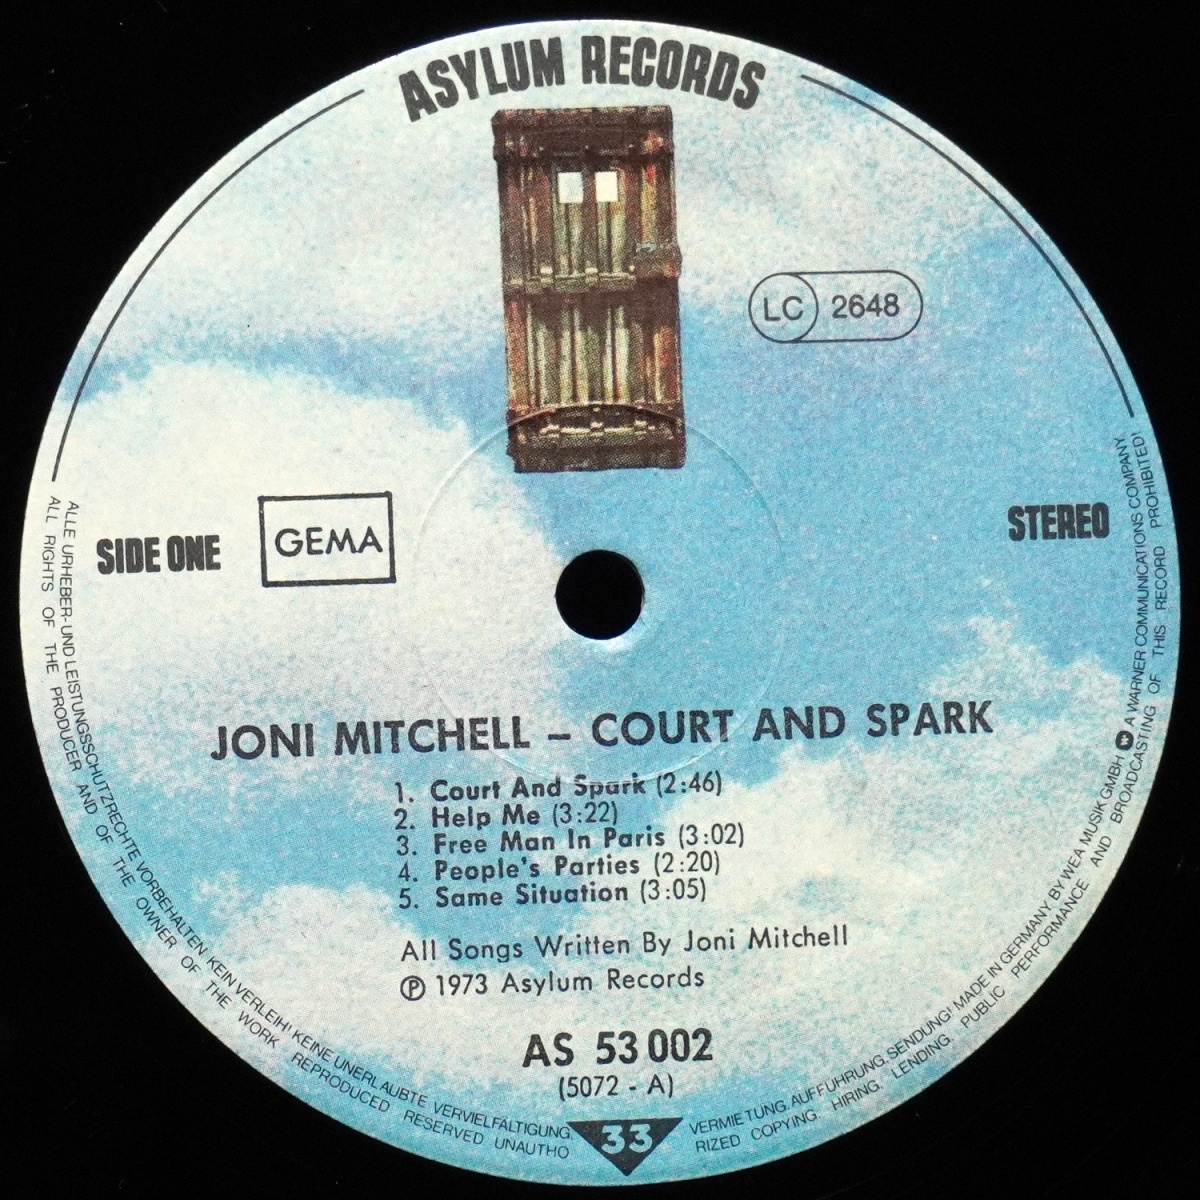 ASYLUM RECORDS
LC 2648
SIDE ONE
GEMA
STEREO
JONI MITCHELL – COURT AND SPARK
1. Court And Spark (2:46)
2. Help Me (3:22)
3. Free Man In Paris (3:02)
4. People's Parties (2:20)
5. Same Situation (3:05)
All Songs Written By Joni Mitchell
℗ 1973 Asylum Records
AS 53 002
(5072 - A)
33
ALLE URHEBER- UND LEISTUNGSSCHUTZRECHTE VORBEHALTEN KEIN VERLEIH! KEINE UNERLAUBTE VERVIELFÄLTIGUNG, VERMIETUNG, AUFFÜHRUNG, SENDUNG! MADE IN GERMANY BY WEA MUSIK GMBH A WARNER COMMUNICATIONS COMPANY
ALL RIGHTS OF THE PRODUCER AND OF THE OWNER OF THE WORK REPRODUCED RESERVED UNAUTHORIZED COPYING, HIRING, LENDING, PUBLIC PERFORMANCE AND BROADCASTING OF THIS RECORD PROHIBITED!